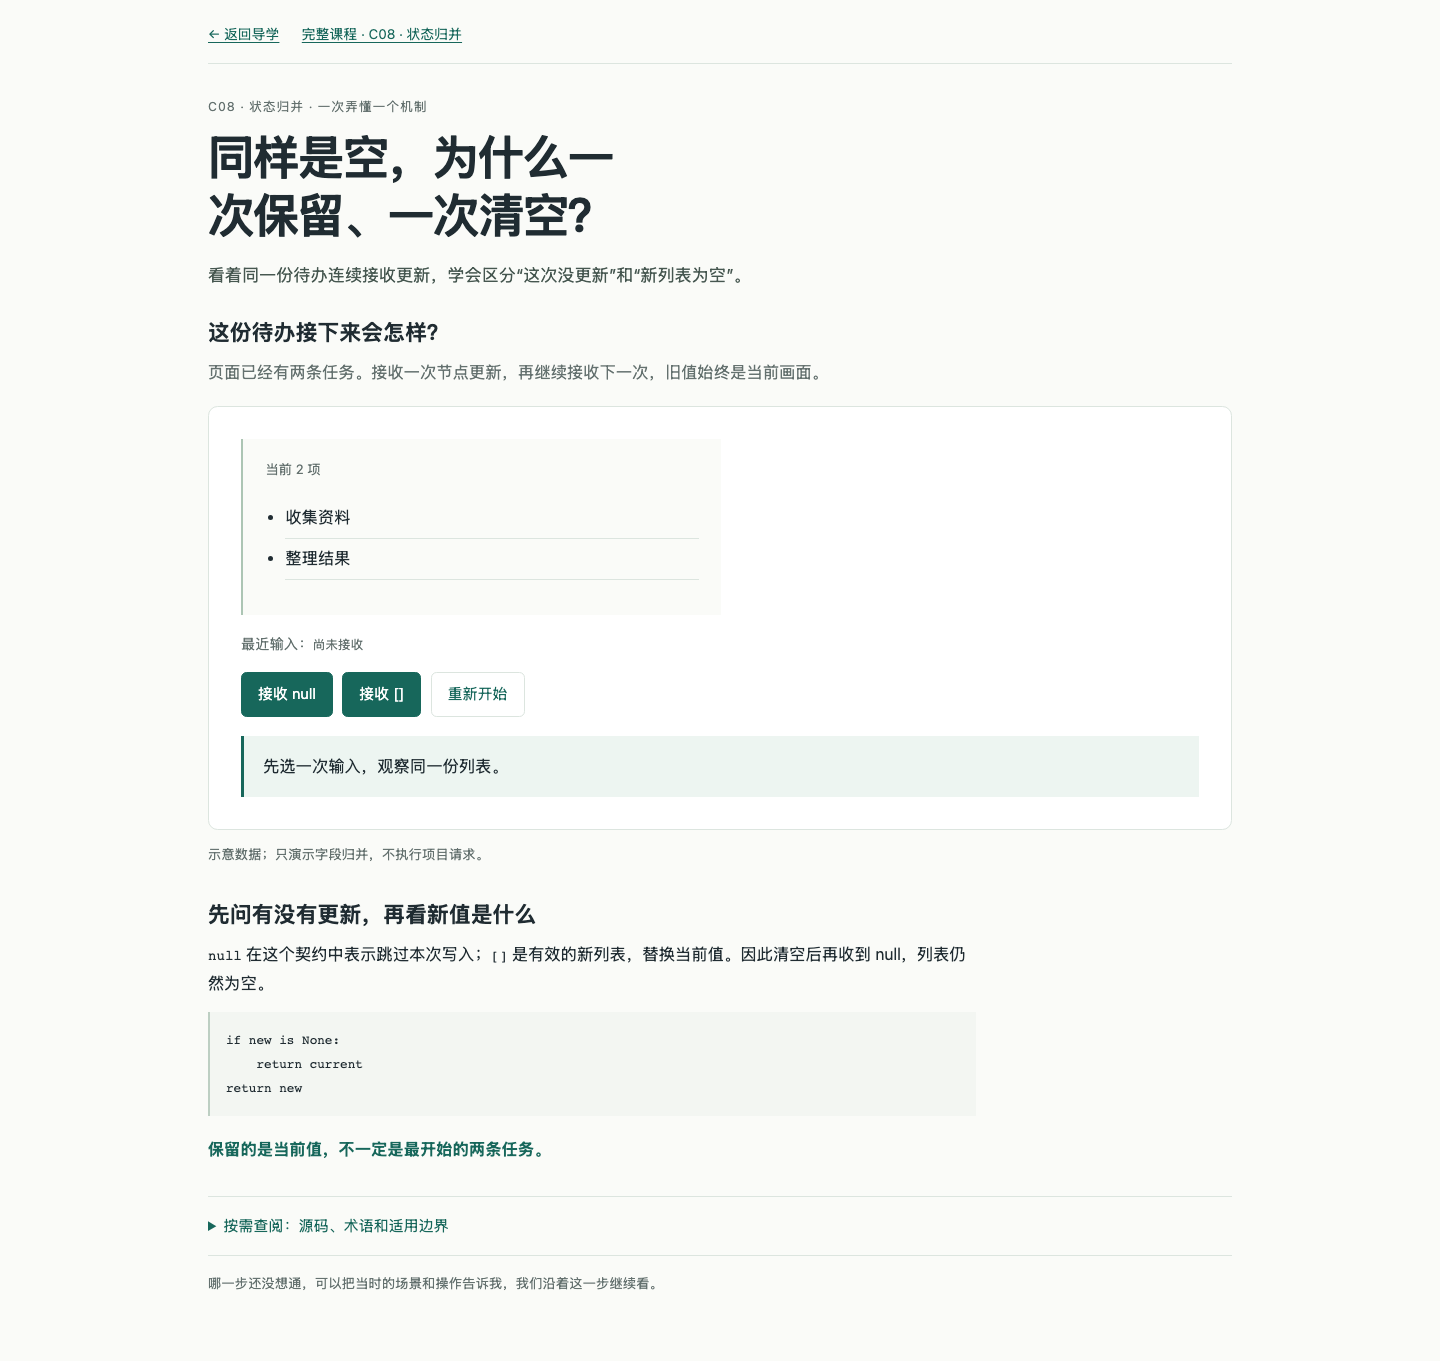 ← 返回导学 完整课程 · C08 · 状态归并
C08 · 状态归并 · 一次弄懂一个机制
同样是空，为什么一
次保留、一次清空？
看着同一份待办连续接收更新，学会区分“这次没更新”和“新列表为空”。
这份待办接下来会怎样？
页面已经有两条任务。接收一次节点更新，再继续接收下一次，旧值始终是当前画面。
当前 2 项
• 收集资料
• 整理结果
最近输入：尚未接收
接收 null 接收 [] 重新开始
先选一次输入，观察同一份列表。
示意数据；只演示字段归并，不执行项目请求。
先问有没有更新，再看新值是什么
null 在这个契约中表示跳过本次写入；[] 是有效的新列表，替换当前值。因此清空后再收到 null，列表仍
然为空。
if new is None:
    return current
return new
保留的是当前值，不一定是最开始的两条任务。
▶ 按需查阅：源码、术语和适用边界
哪一步还没想通，可以把当时的场景和操作告诉我，我们沿着这一步继续看。